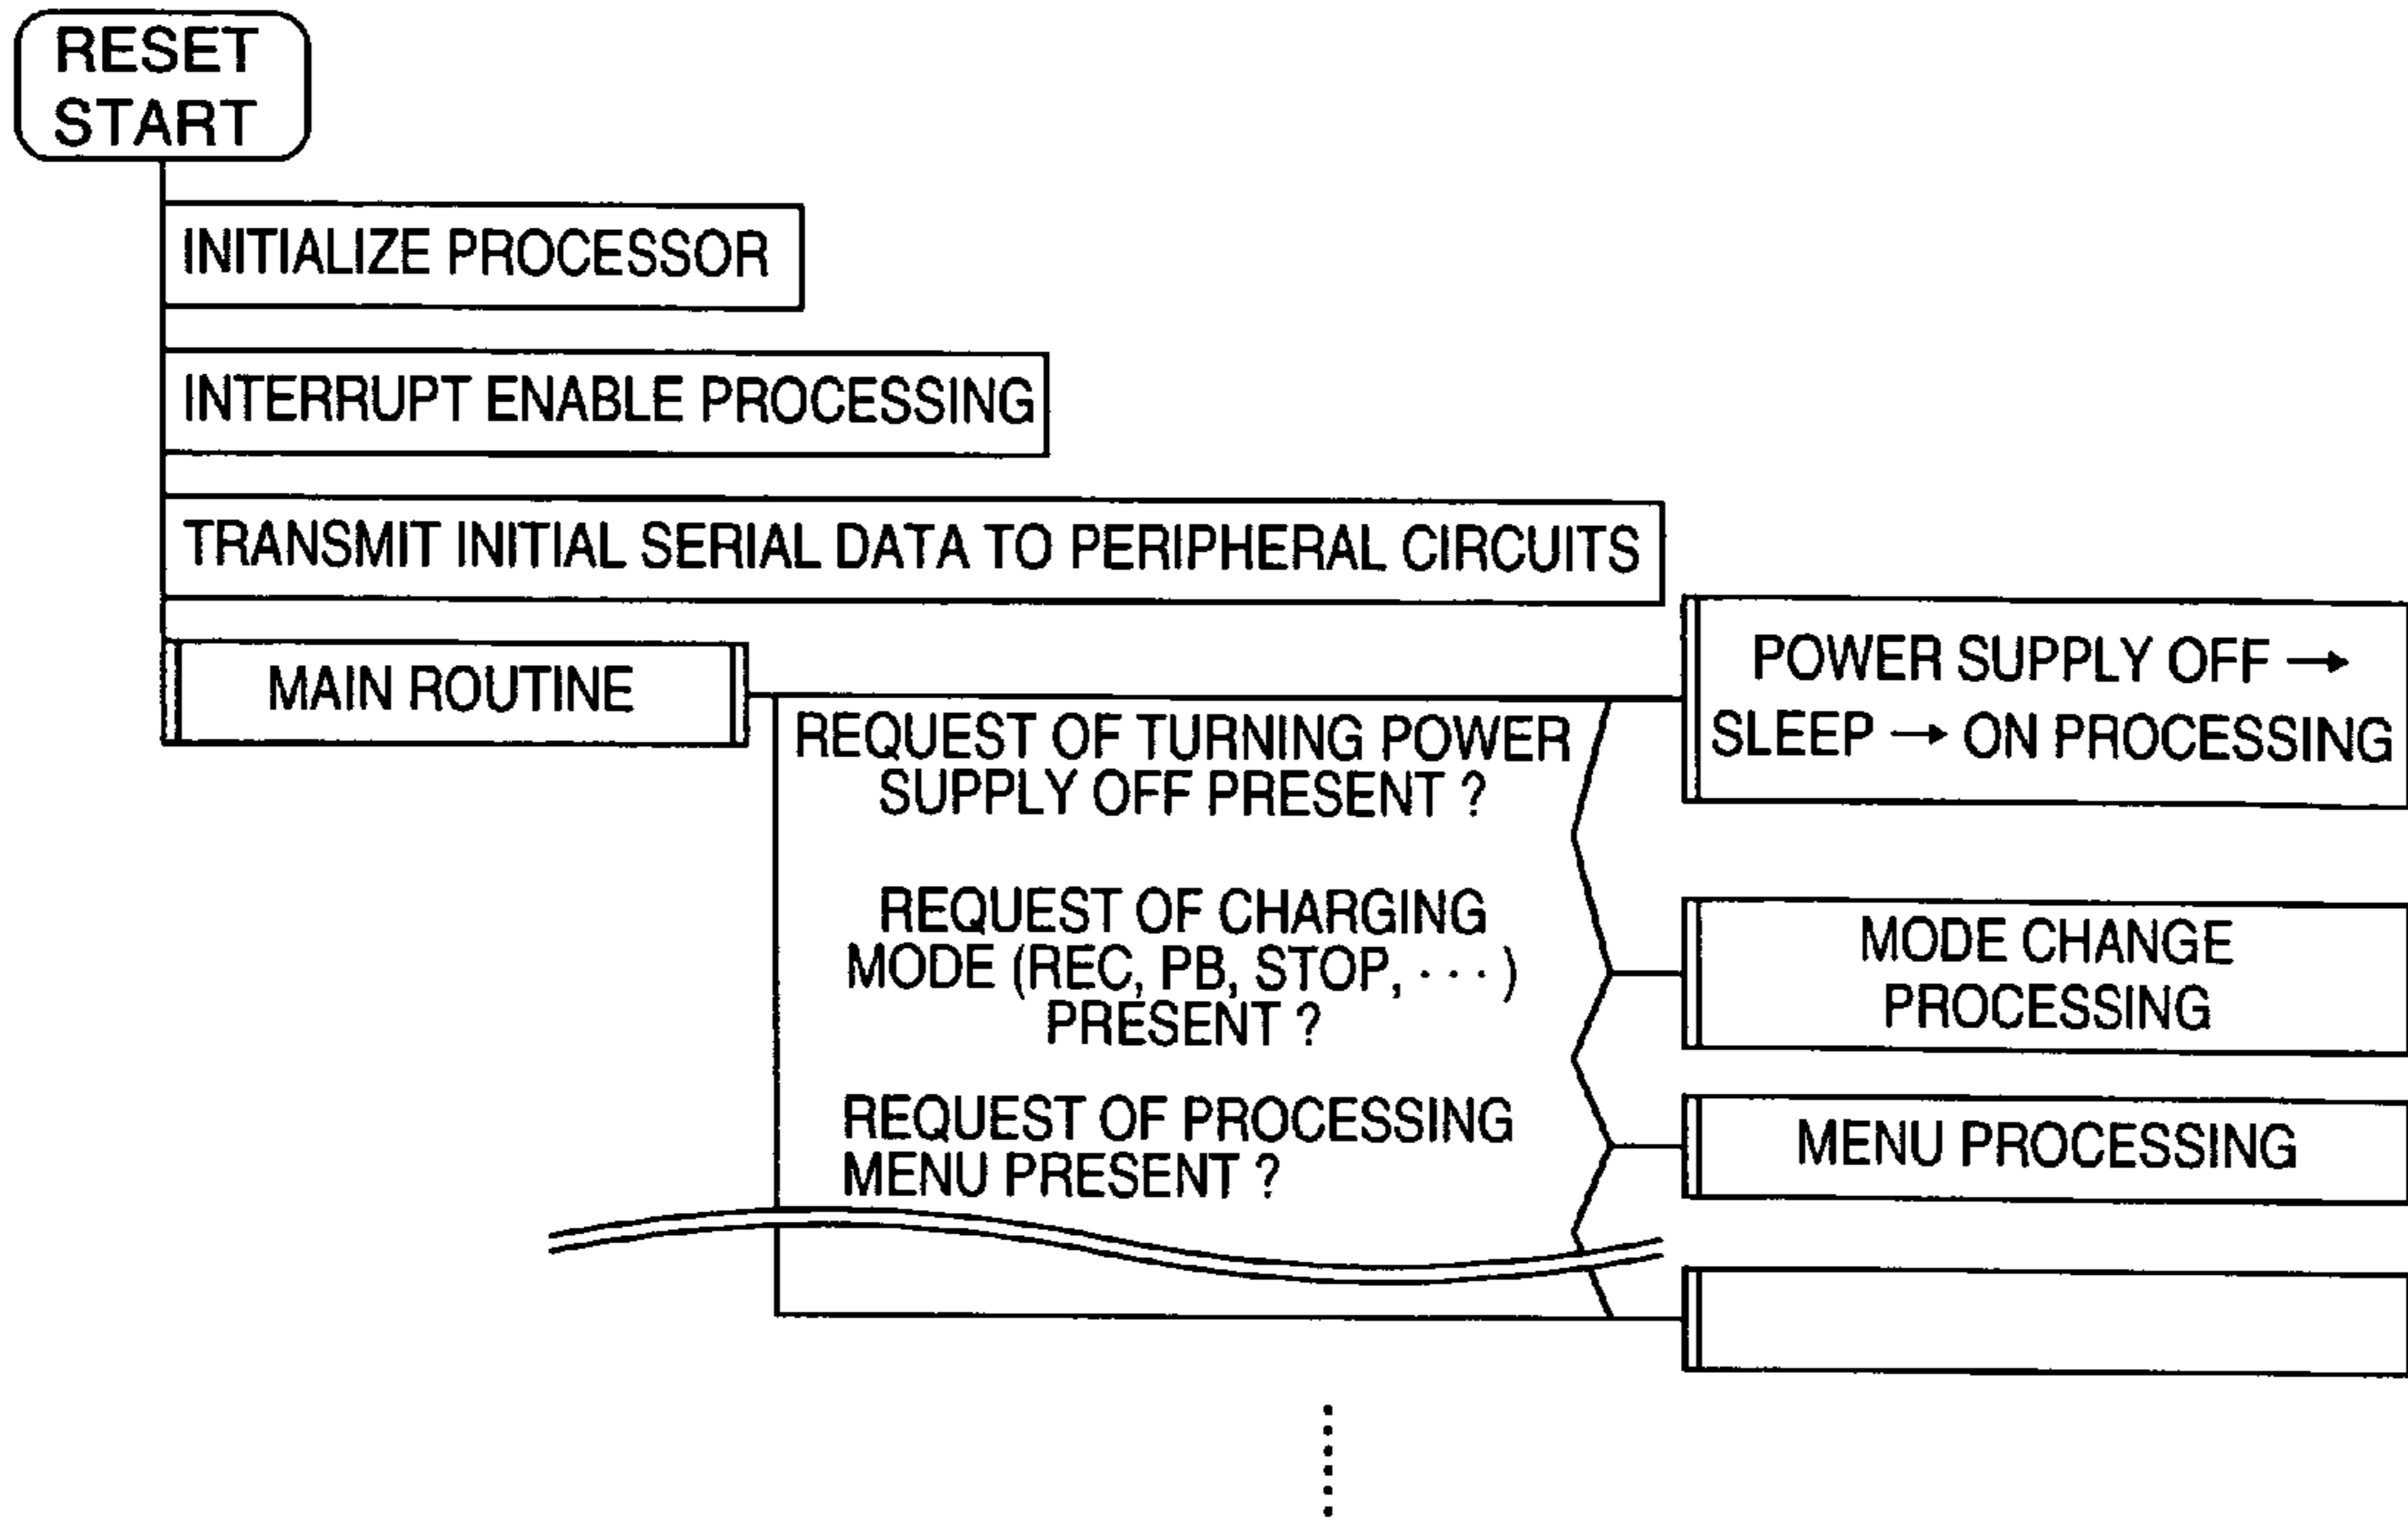 RESET
START
INITIALIZE PROCESSOR
INTERRUPT ENABLE PROCESSING
TRANSMIT INITIAL SERIAL DATA TO PERIPHERAL CIRCUITS
MAIN ROUTINE
REQUEST OF TURNING POWER
SUPPLY OFF PRESENT ?
POWER SUPPLY OFF →
SLEEP → ON PROCESSING
REQUEST OF CHARGING
MODE (REC, PB, STOP, ··· )
PRESENT ?
MODE CHANGE
PROCESSING
REQUEST OF PROCESSING
MENU PRESENT ?
MENU PROCESSING